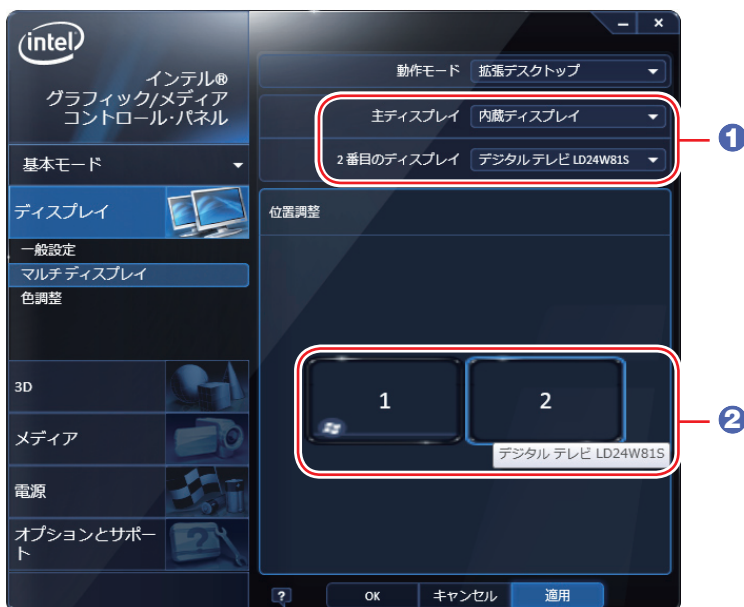 intel
インテル®
グラフィック/メディア
コントロール・パネル
基本モード
ディスプレイ
一般設定
マルチディスプレイ
色調整
3D
メディア
電源
オプションとサポー
ト
動作モード 拡張デスクトップ
主ディスプレイ 内蔵ディスプレイ
2番目のディスプレイ デジタル テレビ LD24W81S
1
位置調整
1
2
デジタル テレビ LD24W81S
2
?
OK キャンセル 適用